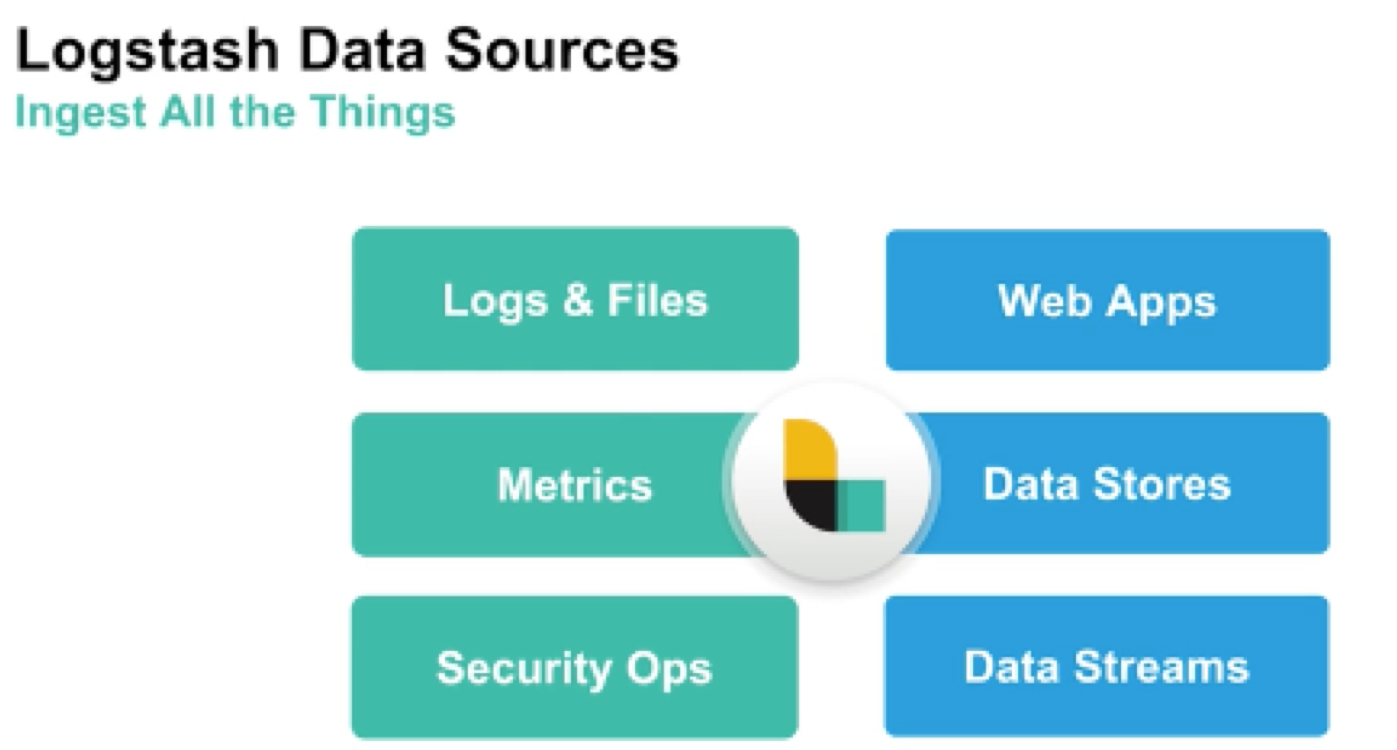 Logstash Data Sources
Ingest All the Things
Logs & Files
Web Apps
Metrics
Data Stores
Security Ops
Data Streams